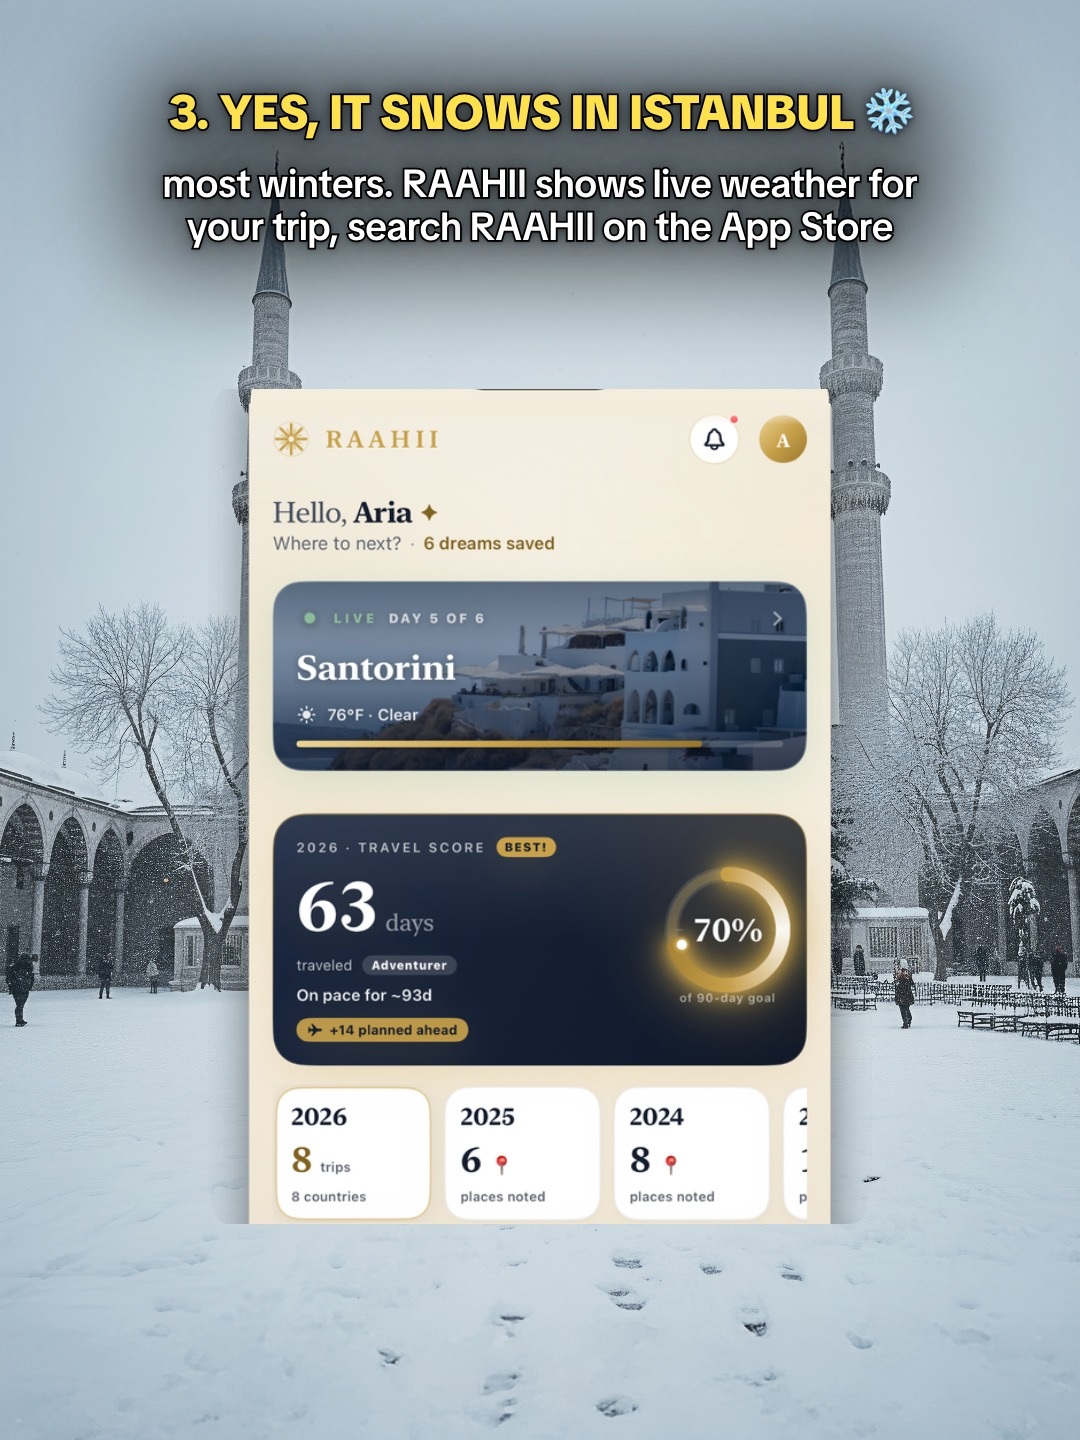 3. YES, IT SNOWS IN ISTANBUL ❄️
most winters. RAAHII shows live weather for
your trip, search RAAHII on the App Store
RAAHII
A
Hello, Aria ✦
Where to next? · 6 dreams saved
LIVE DAY 5 OF 6
Santorini
76°F · Clear
2026 · TRAVEL SCORE BEST!
63 days
70%
traveled Adventurer
of 90-day goal
On pace for ~93d
+14 planned ahead
2026
8 trips
8 countries
2025
6 📍
places noted
2024
8 📍
places noted